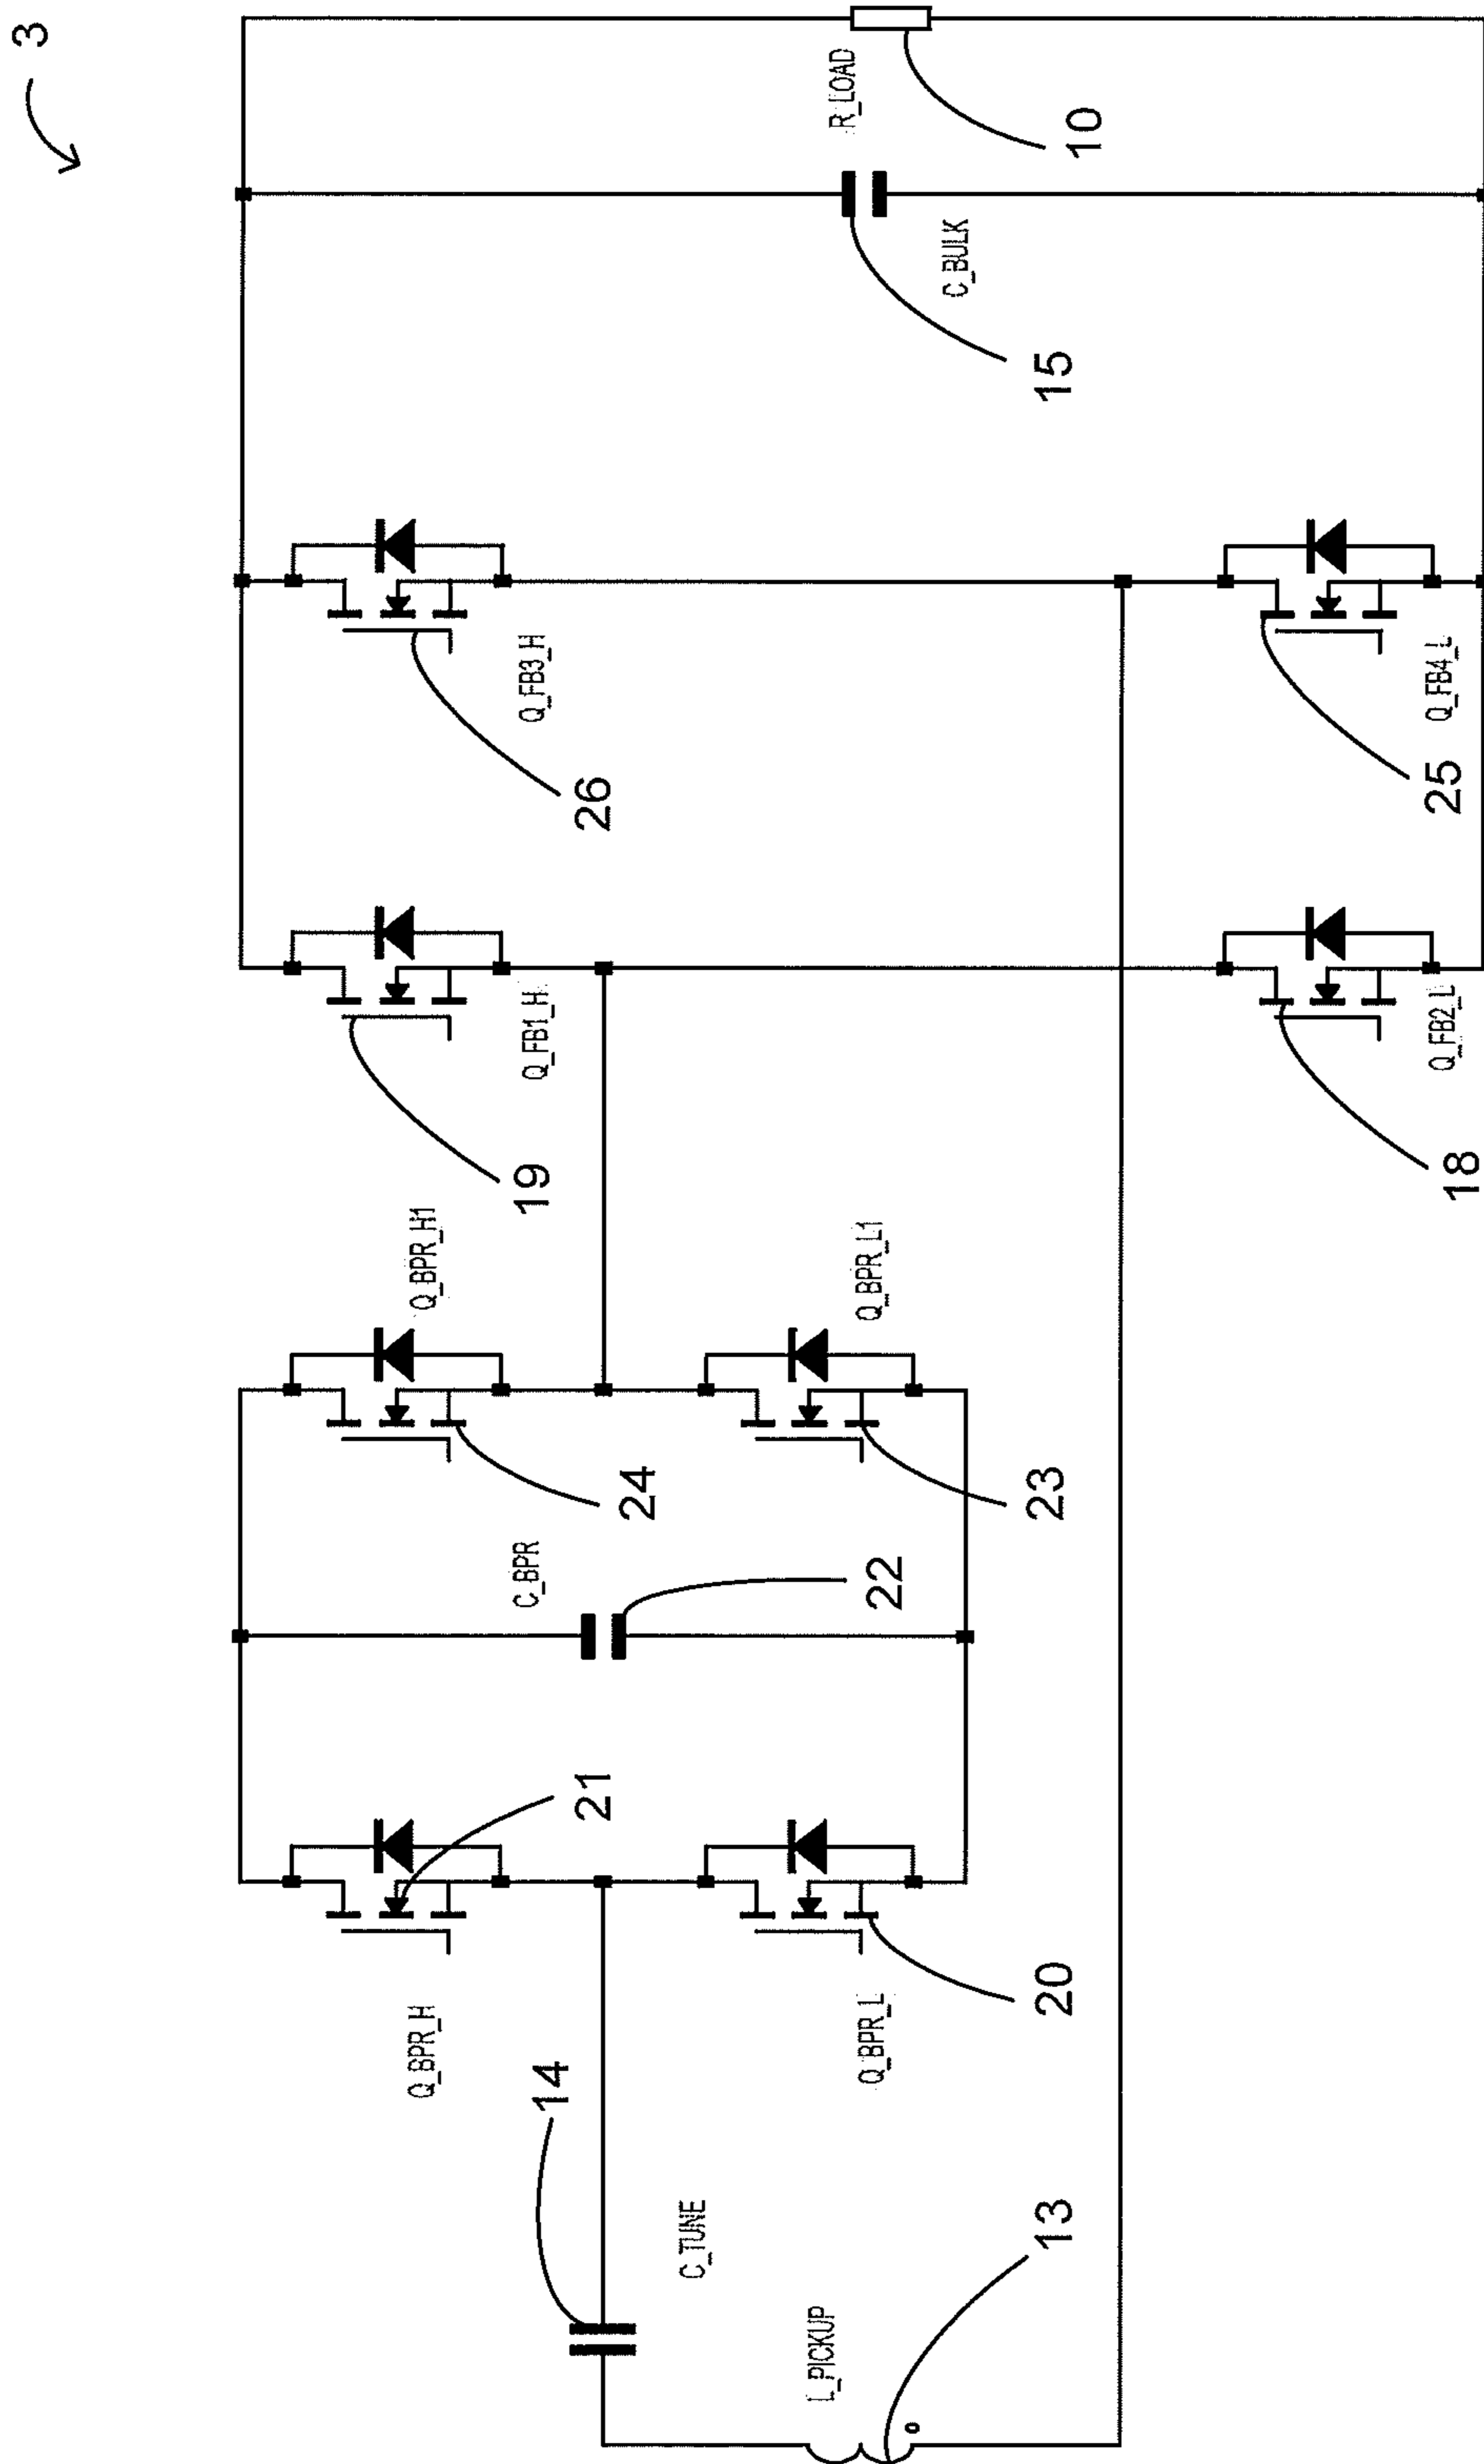 3
R_LOAD
10
C_BULK
15
Q_FB3_H
26
Q_FB4_L
25
Q_FB1_H
19
Q_FB2_L
18
Q_BPR_H1
24
Q_BPR_L1
23
C_BPR
22
21
Q_BPR_H
20
Q_BPR_L
14
C_TUNE
L_PICKUP
13